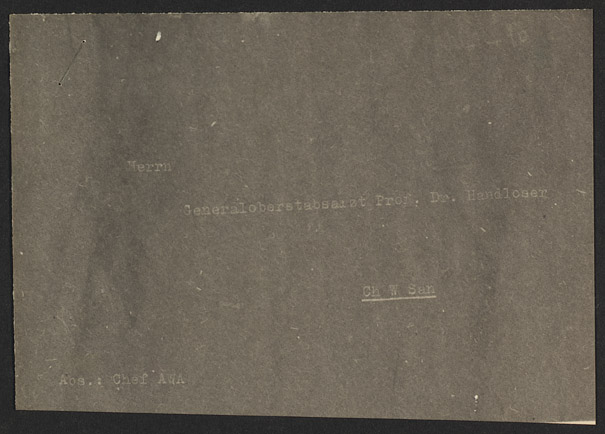 Herrn
Generaloberstabsarzt Prof. Dr. Handloser
Ch W San
Abs.: Chef AWA